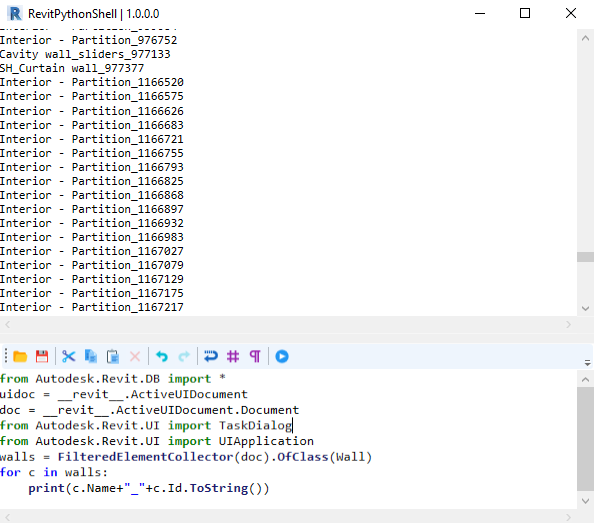 RevitPythonShell | 1.0.0.0
Interior - Partition_976752
Cavity wall_sliders_977133
SH_Curtain wall_977377
Interior - Partition_1166520
Interior - Partition_1166575
Interior - Partition_1166626
Interior - Partition_1166683
Interior - Partition_1166721
Interior - Partition_1166755
Interior - Partition_1166793
Interior - Partition_1166825
Interior - Partition_1166868
Interior - Partition_1166897
Interior - Partition_1166932
Interior - Partition_1166983
Interior - Partition_1167027
Interior - Partition_1167079
Interior - Partition_1167129
Interior - Partition_1167175
Interior - Partition_1167217
from Autodesk.Revit.DB import *
uidoc = __revit__.ActiveUIDocument
doc = __revit__.ActiveUIDocument.Document
from Autodesk.Revit.UI import TaskDialog
from Autodesk.Revit.UI import UIApplication
walls = FilteredElementCollector(doc).OfClass(Wall)
for c in walls:
    print(c.Name+"_"+c.Id.ToString())